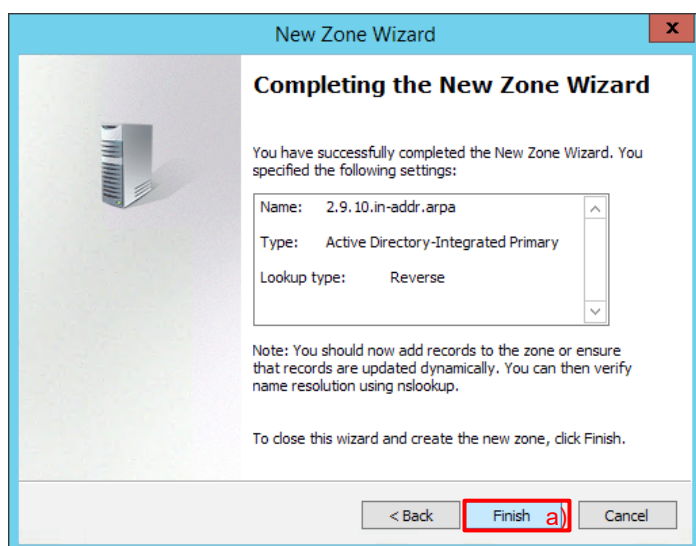 New Zone Wizard
x
Completing the New Zone Wizard
You have successfully completed the New Zone Wizard. You
specified the following settings:
Name: 2.9.10.in-addr.arpa
Type: Active Directory-Integrated Primary
Lookup type: Reverse
Note: You should now add records to the zone or ensure
that records are updated dynamically. You can then verify
name resolution using nslookup.
To close this wizard and create the new zone, click Finish.
< Back Finish a) Cancel